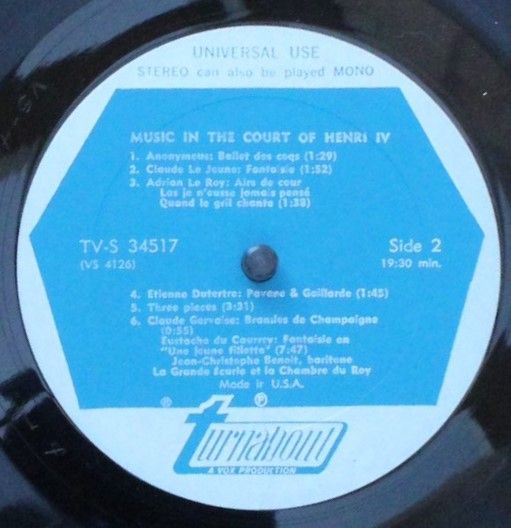 UNIVERSAL USE
STEREO can also be played MONO
MUSIC IN THE COURT OF HENRI IV
1. Anonymous: Ballet des coqs (1:29)
2. Claude Le Jeune: Fantaisie (1:52)
3. Adrian Le Roy: Airs de cour
Las je n'eusse jamais pensé
Quand le gril chante (1:38)
TV-S 34517
(VS 4126)
Side 2
19:30 min.
4. Etienne Dutertre: Pavane & Gaillarde (1:45)
5. Three pieces (3:31)
6. Claude Gervaise: Bransles de Champaigne
(0:55)
Eustache du Caurroy: Fantaisie on
"Une jeune fillette" (7:47)
Jean-Christophe Benoit, baritone
La Grande Ecurie et la Chambre du Roy
Made in U.S.A.
® ℗
turnabout
A VOX PRODUCTION